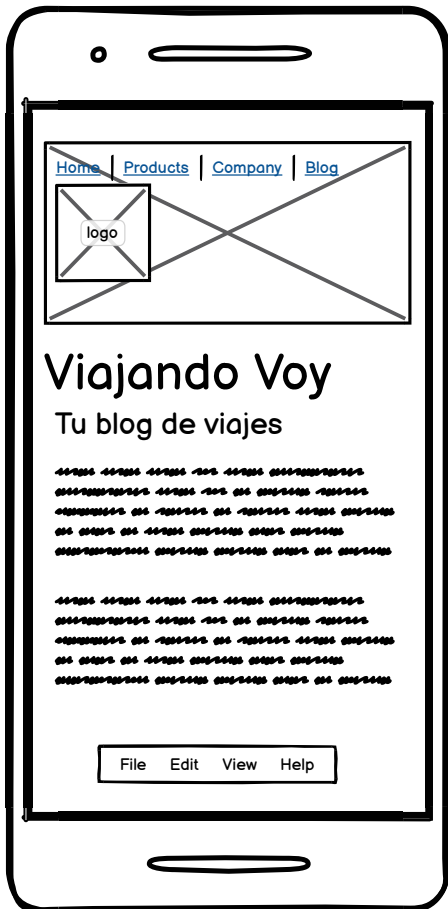 Home | Products | Company | Blog
logo
Viajando Voy
Tu blog de viajes
File Edit View Help